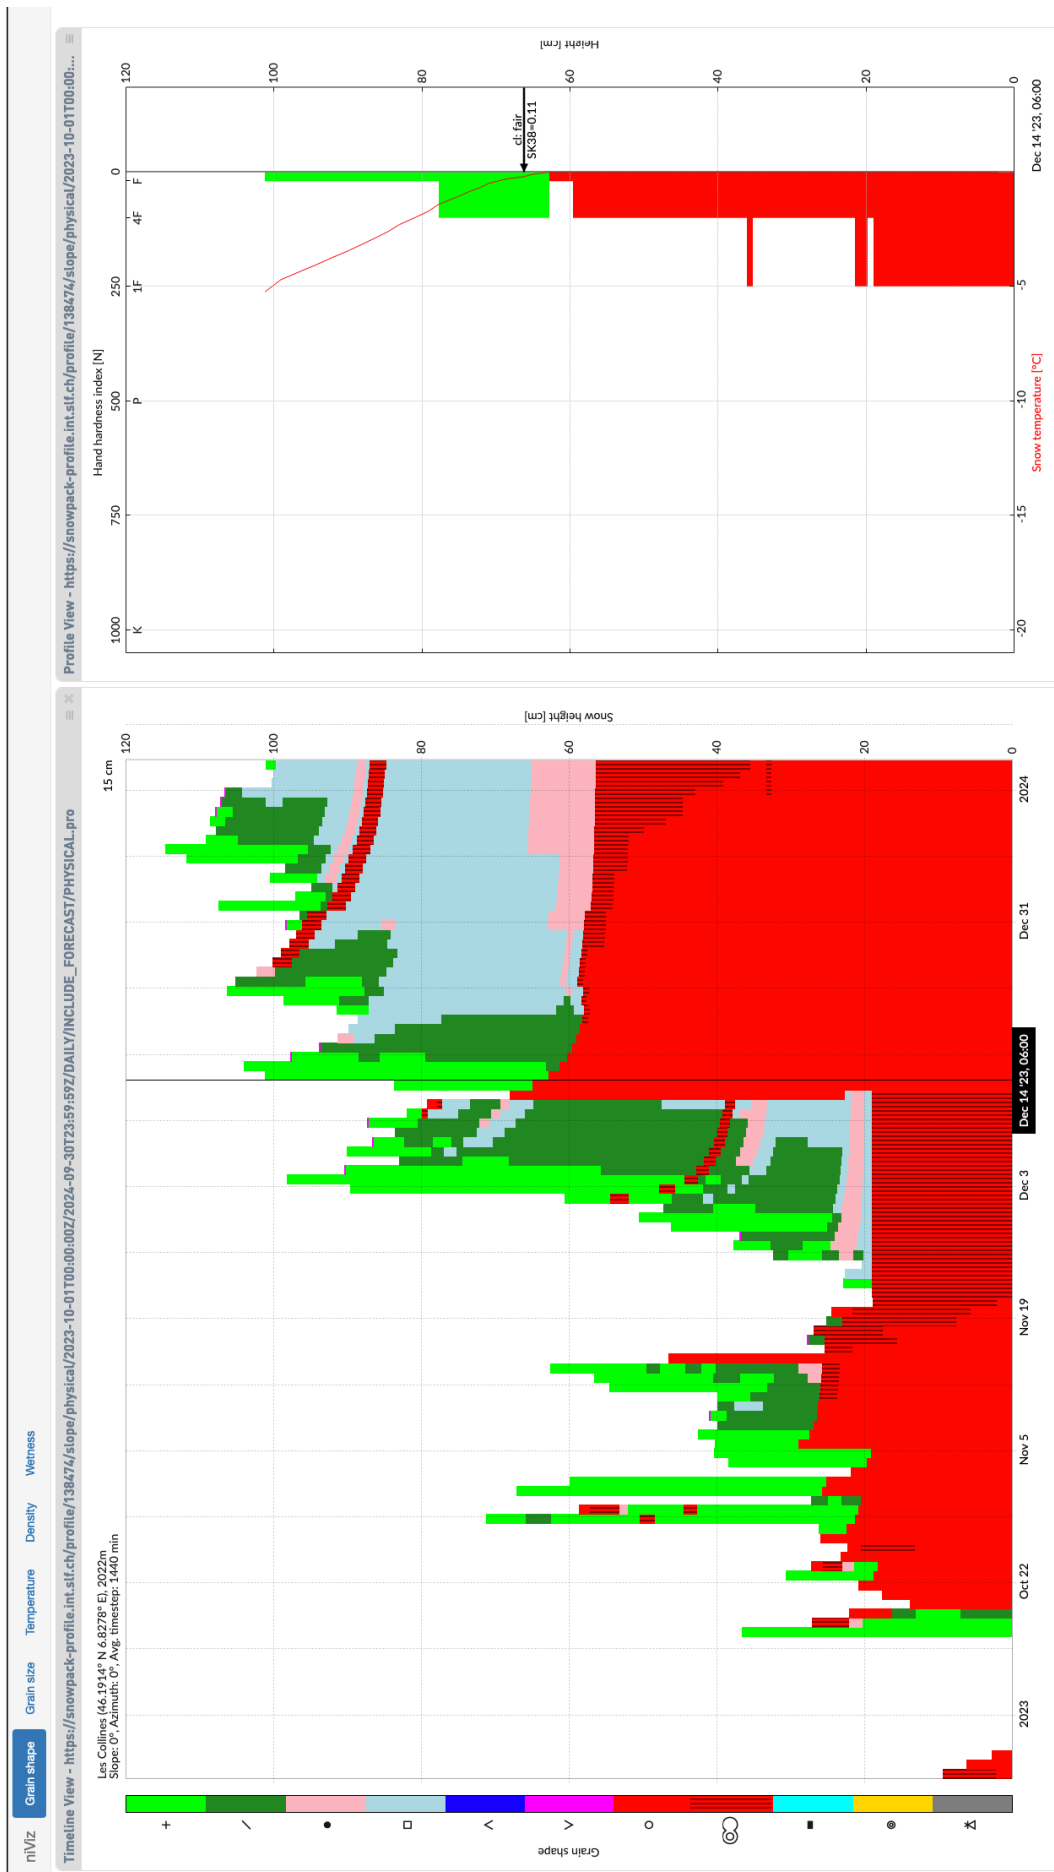 niViz
Grain shape
Grain size
Temperature
Density
Wetness
Timeline View - https://snowpack-profile.int.slf.ch/profile/138474/slope/physical/2023-10-01T00:00:00Z/2024-09-30T23:59:59Z/DAILY/INCLUDE_FORECAST/PHYSICAL.pro
Les Collines (46.1914° N 6.8278° E), 2022m
Slope: 0°, Azimuth: 0°, Avg. timestep: 1440 min
15 cm
Grain shape
120
100
80
60
40
20
0
Snow height [cm]
2023
Oct 22
Nov 5
Nov 19
Dec 3
Dec 14 '23, 06:00
Dec 31
2024
Profile View - https://snowpack-profile.int.slf.ch/profile/138474/slope/physical/2023-10-01T00:00:...
Hand hardness index [N]
1000 750 500 250 0
K P 1F 4F F
120
100
80
60
40
20
0
Height [cm]
cl: fair
SK38=0.11
-20 -15 -10 -5
Snow temperature [°C]
Dec 14 '23, 06:00